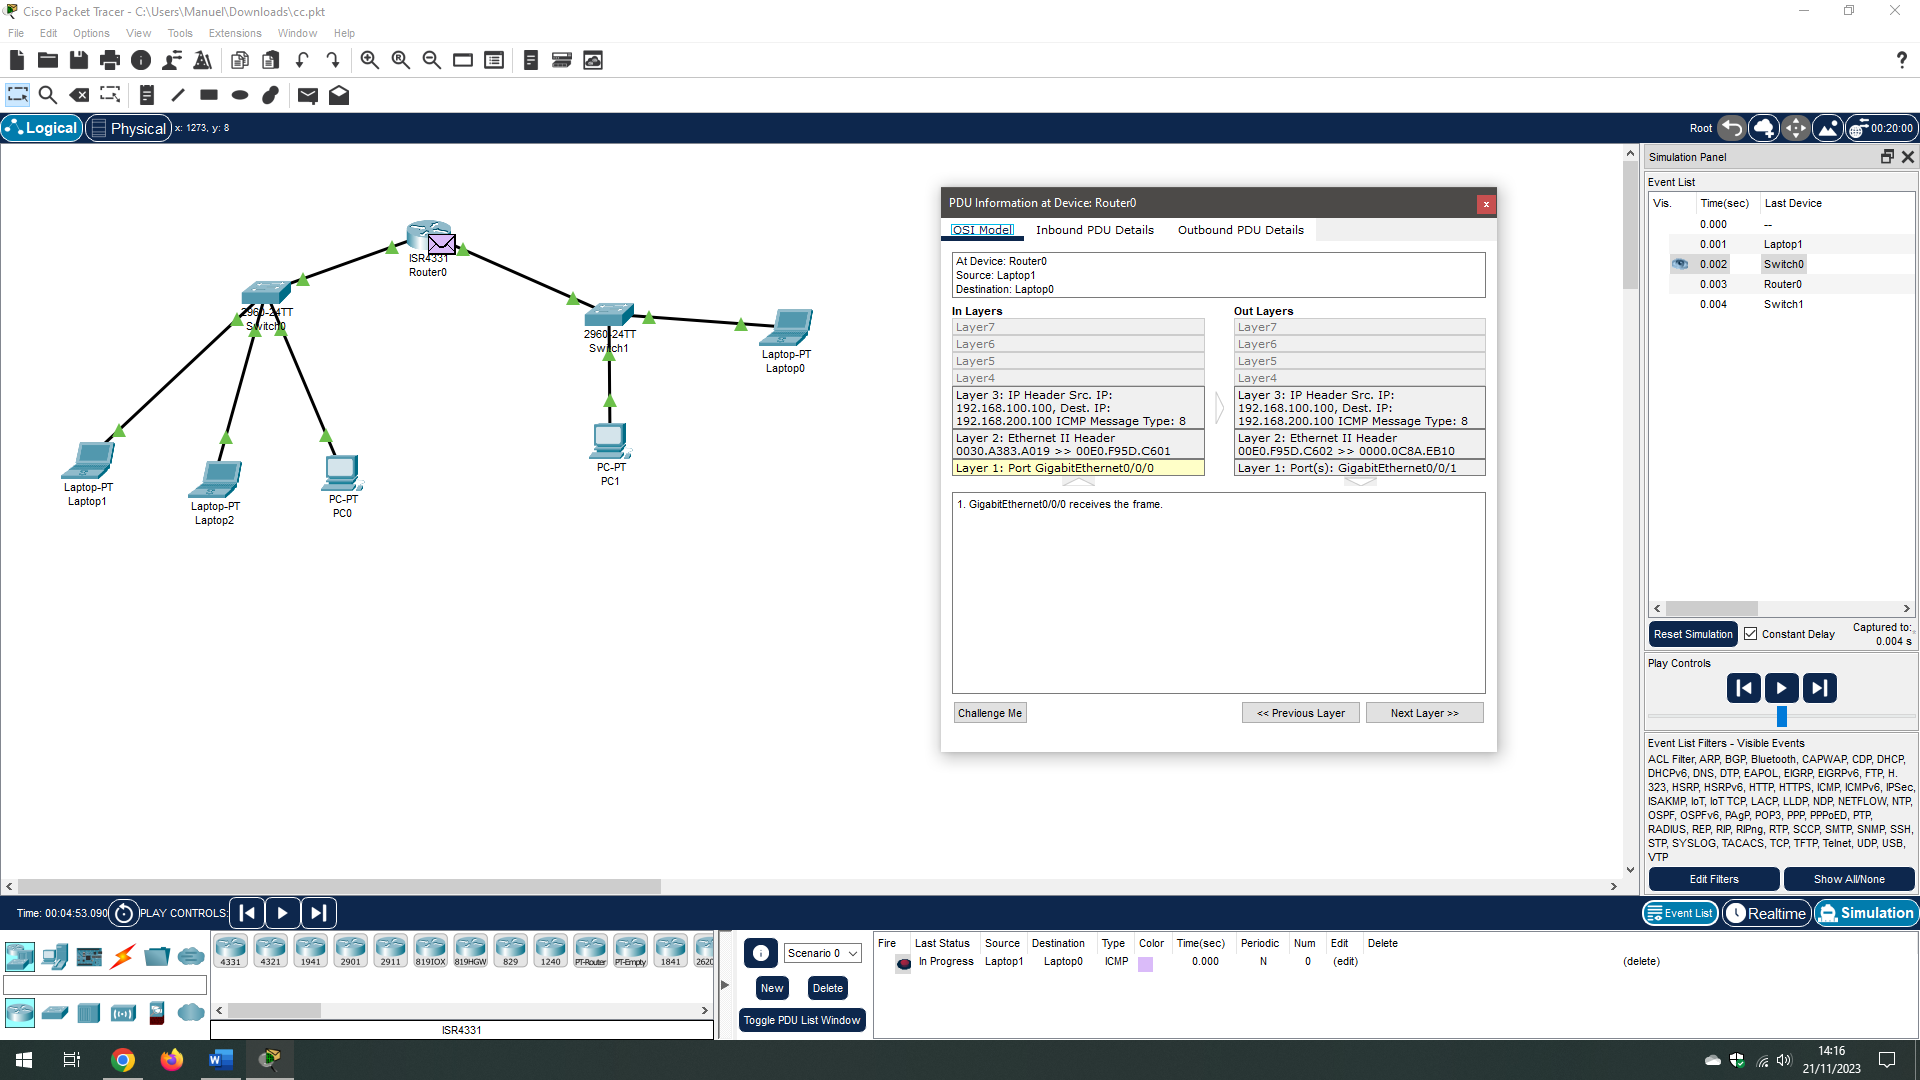 Cisco Packet Tracer - C:\Users\Manuel\Downloads\cc.pkt
File Edit Options View Tools Extensions Window Help
Logical Physical x: 1273, y: 8 Root 00:20:00
ISR4331
Router0
2960-24TT
Switch0
2960-24TT
Switch1
Laptop-PT
Laptop0
PC-PT
PC1
Laptop-PT
Laptop1
Laptop-PT
Laptop2
PC-PT
PC0
PDU Information at Device: Router0
OSI Model Inbound PDU Details Outbound PDU Details
At Device: Router0
Source: Laptop1
Destination: Laptop0
In Layers
Layer7
Layer6
Layer5
Layer4
Layer 3: IP Header Src. IP:
192.168.100.100, Dest. IP:
192.168.200.100 ICMP Message Type: 8
Layer 2: Ethernet II Header
0030.A383.A019 >> 00E0.F95D.C601
Layer 1: Port GigabitEthernet0/0/0
Out Layers
Layer7
Layer6
Layer5
Layer4
Layer 3: IP Header Src. IP:
192.168.100.100, Dest. IP:
192.168.200.100 ICMP Message Type: 8
Layer 2: Ethernet II Header
00E0.F95D.C602 >> 0000.0C8A.EB10
Layer 1: Port(s): GigabitEthernet0/0/1
1. GigabitEthernet0/0/0 receives the frame.
Challenge Me << Previous Layer Next Layer >>
Simulation Panel
Event List
Vis. Time(sec) Last Device
0.000 --
0.001 Laptop1
0.002 Switch0
0.003 Router0
0.004 Switch1
Reset Simulation Constant Delay Captured to:
0.004 s
Play Controls
Event List Filters - Visible Events
ACL Filter, ARP, BGP, Bluetooth, CAPWAP, CDP, DHCP,
DHCPv6, DNS, DTP, EAPOL, EIGRP, EIGRPv6, FTP, H.
323, HSRP, HSRPv6, HTTP, HTTPS, ICMP, ICMPv6, IPSec,
ISAKMP, IoT, IoT TCP, LACP, LLDP, NDP, NETFLOW, NTP,
OSPF, OSPFv6, PAgP, POP3, PPP, PPPoED, PTP,
RADIUS, REP, RIP, RIPng, RTP, SCCP, SMTP, SNMP, SSH,
STP, SYSLOG, TACACS, TCP, TFTP, Telnet, UDP, USB,
VTP
Edit Filters Show All/None
Time: 00:04:53.090 PLAY CONTROLS: Event List Realtime Simulation
4331 4321 1941 2901 2911 819IOX 819HGW 829 1240 PT-Router PT-Empty 1841 2620
ISR4331
Scenario 0
New Delete
Toggle PDU List Window
Fire Last Status Source Destination Type Color Time(sec) Periodic Num Edit Delete
In Progress Laptop1 Laptop0 ICMP 0.000 N 0 (edit) (delete)
14:16
21/11/2023